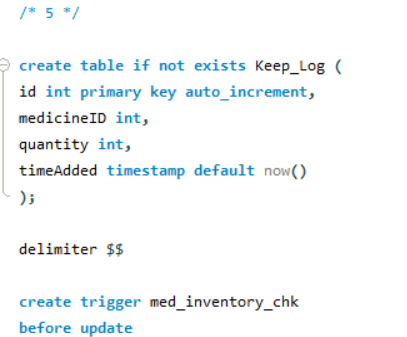 /* 5 */
create table if not exists Keep_Log (
id int primary key auto_increment,
medicineID int,
quantity int,
timeAdded timestamp default now()
);
delimiter $$
create trigger med_inventory_chk
before update